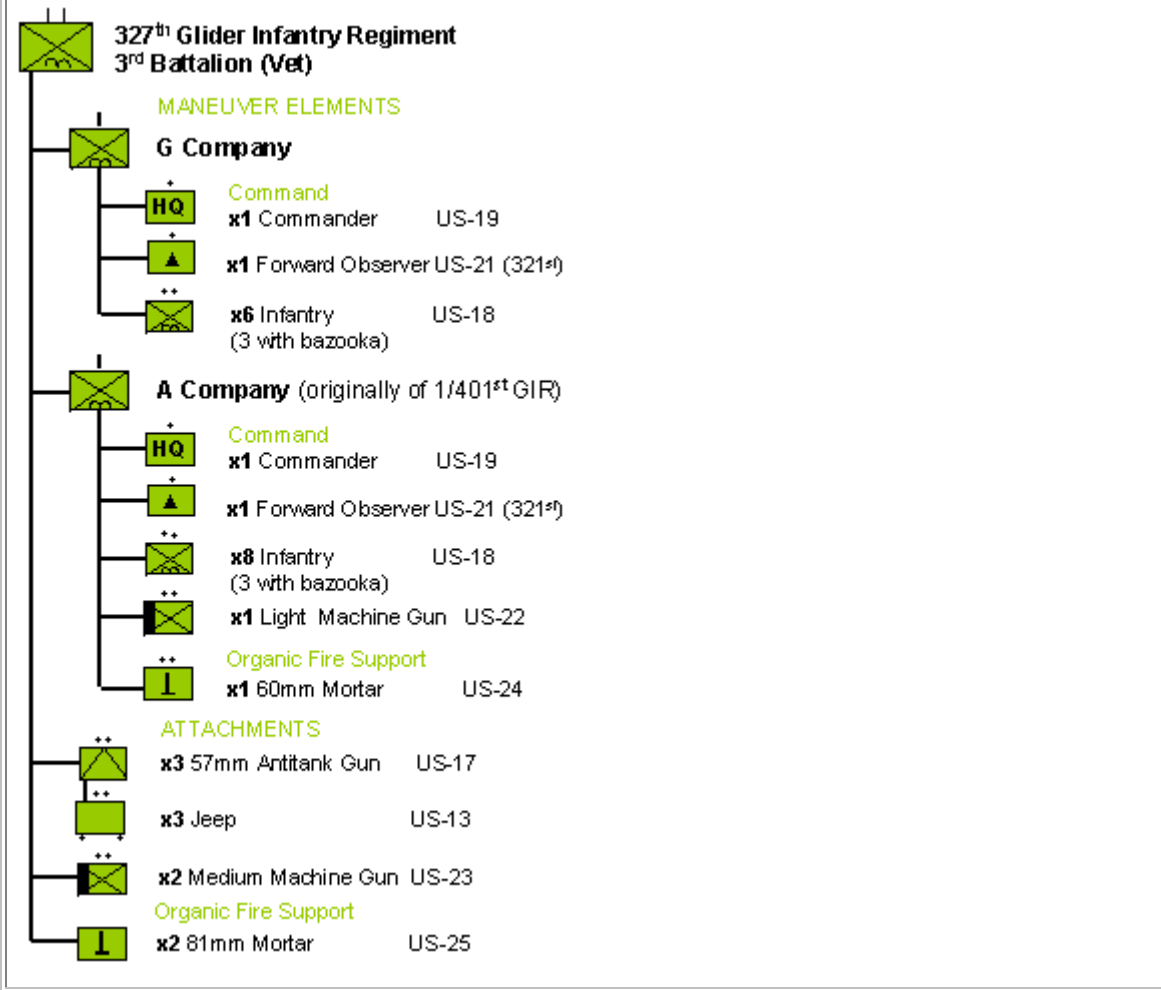 327th Glider Infantry Regiment
3rd Battalion (Vet)
MANEUVER ELEMENTS
G Company
Command
HQ
x1 Commander US-19
x1 Forward Observer US-21 (321st)
x6 Infantry US-18
(3 with bazooka)
A Company (originally of 1/401st GIR)
Command
HQ
x1 Commander US-19
x1 Forward Observer US-21 (321st)
x8 Infantry US-18
(3 with bazooka)
x1 Light Machine Gun US-22
Organic Fire Support
x1 60mm Mortar US-24
ATTACHMENTS
x3 57mm Antitank Gun US-17
x3 Jeep US-13
x2 Medium Machine Gun US-23
Organic Fire Support
x2 81mm Mortar US-25